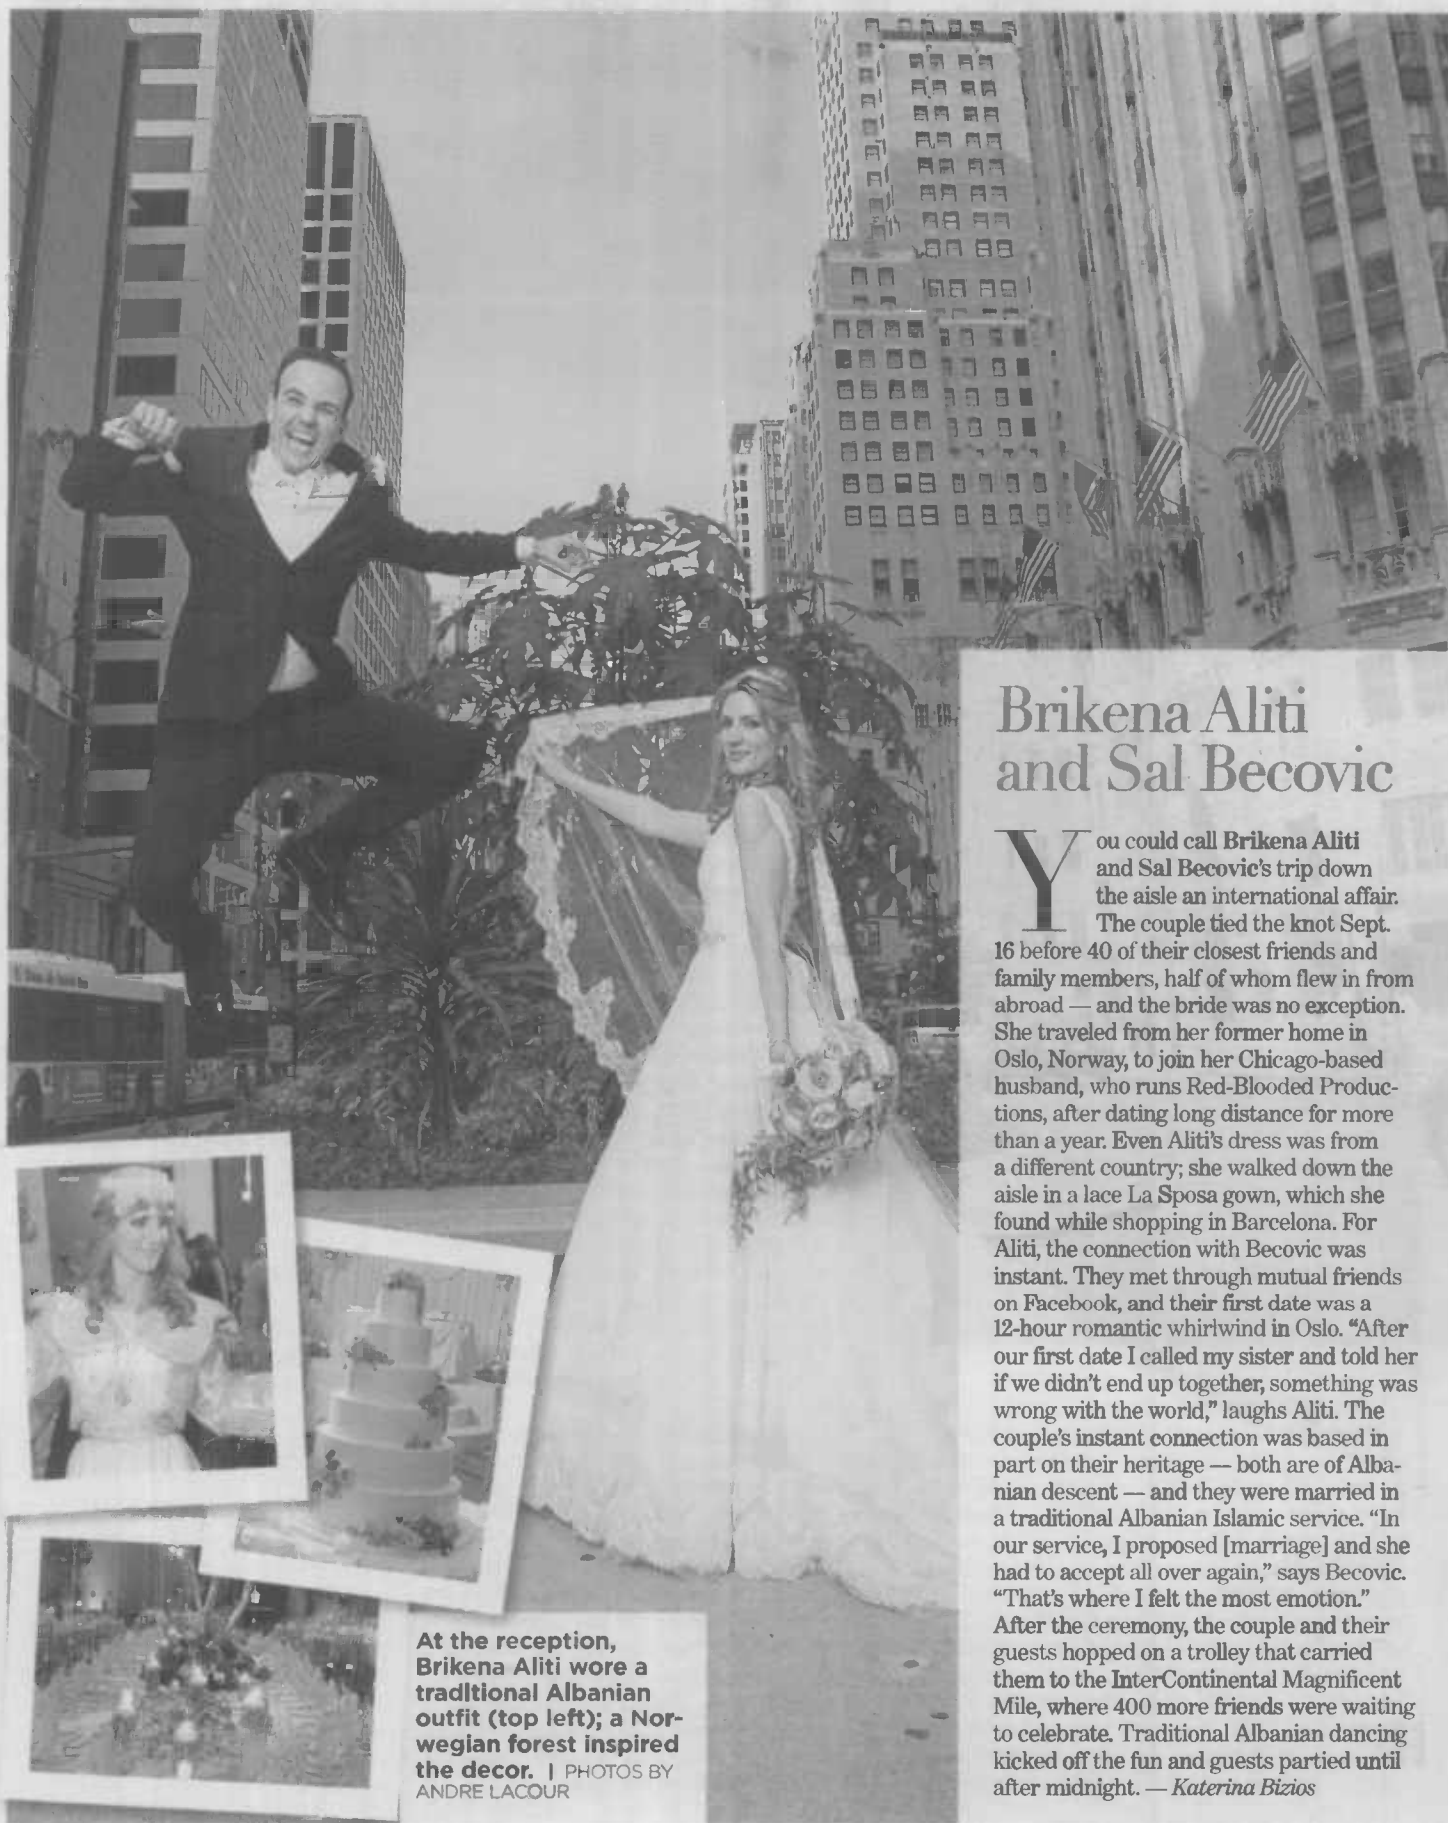 Brikena Aliti
and Sal Becovic
You could call Brikena Aliti
and Sal Becovic's trip down
the aisle an international affair.
The couple tied the knot Sept.
16 before 40 of their closest friends and
family members, half of whom flew in from
abroad — and the bride was no exception.
She traveled from her former home in
Oslo, Norway, to join her Chicago-based
husband, who runs Red-Blooded Produc-
tions, after dating long distance for more
than a year. Even Aliti's dress was from
a different country; she walked down the
aisle in a lace La Sposa gown, which she
found while shopping in Barcelona. For
Aliti, the connection with Becovic was
instant. They met through mutual friends
on Facebook, and their first date was a
12-hour romantic whirlwind in Oslo. "After
our first date I called my sister and told her
if we didn't end up together, something was
wrong with the world," laughs Aliti. The
couple's instant connection was based in
part on their heritage — both are of Alba-
nian descent — and they were married in
a traditional Albanian Islamic service. "In
our service, I proposed [marriage] and she
had to accept all over again," says Becovic.
"That's where I felt the most emotion."
After the ceremony, the couple and their
guests hopped on a trolley that carried
them to the InterContinental Magnificent
Mile, where 400 more friends were waiting
to celebrate. Traditional Albanian dancing
kicked off the fun and guests partied until
after midnight. — Katerina Bizios
At the reception,
Brikena Aliti wore a
traditional Albanian
outfit (top left); a Nor-
wegian forest inspired
the decor. | PHOTOS BY
ANDRE LACOUR